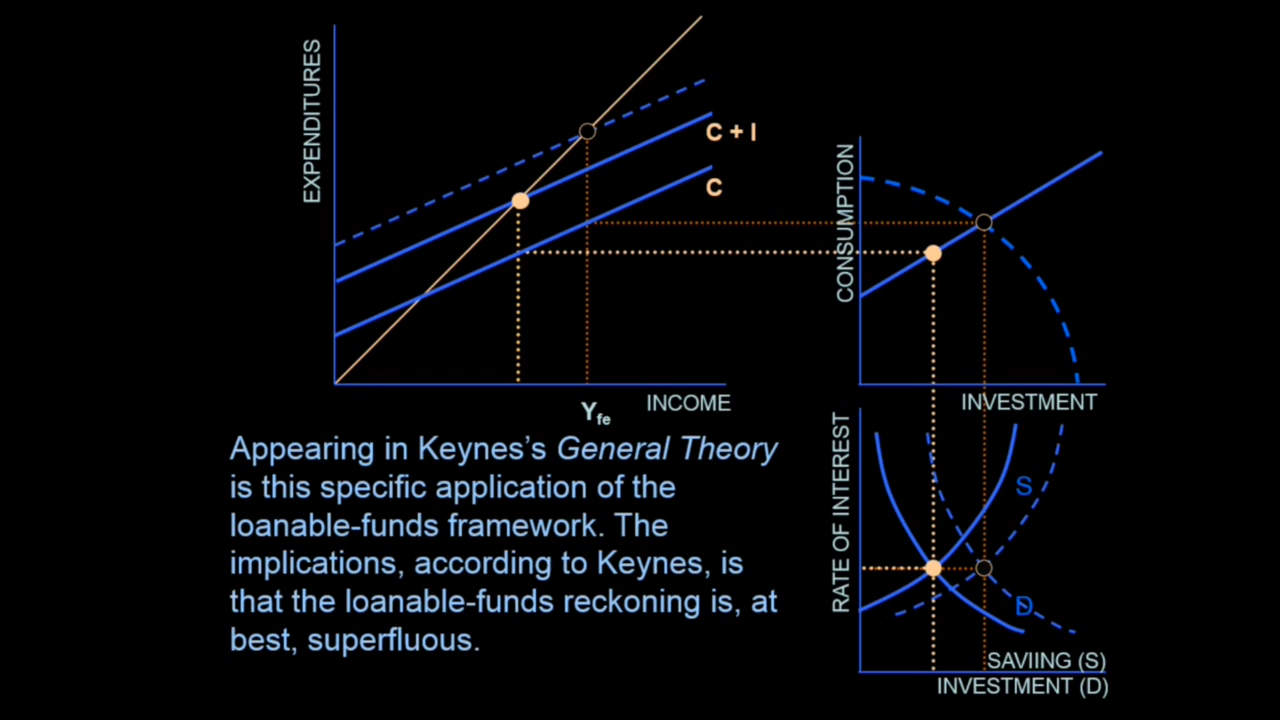 EXPENDITURES
C + I
C
Yfe
INCOME
CONSUMPTION
INVESTMENT
Appearing in Keynes’s General Theory
is this specific application of the
loanable-funds framework. The
implications, according to Keynes, is
that the loanable-funds reckoning is, at
best, superfluous.
RATE OF INTEREST
S
D
SAVIING (S)
INVESTMENT (D)